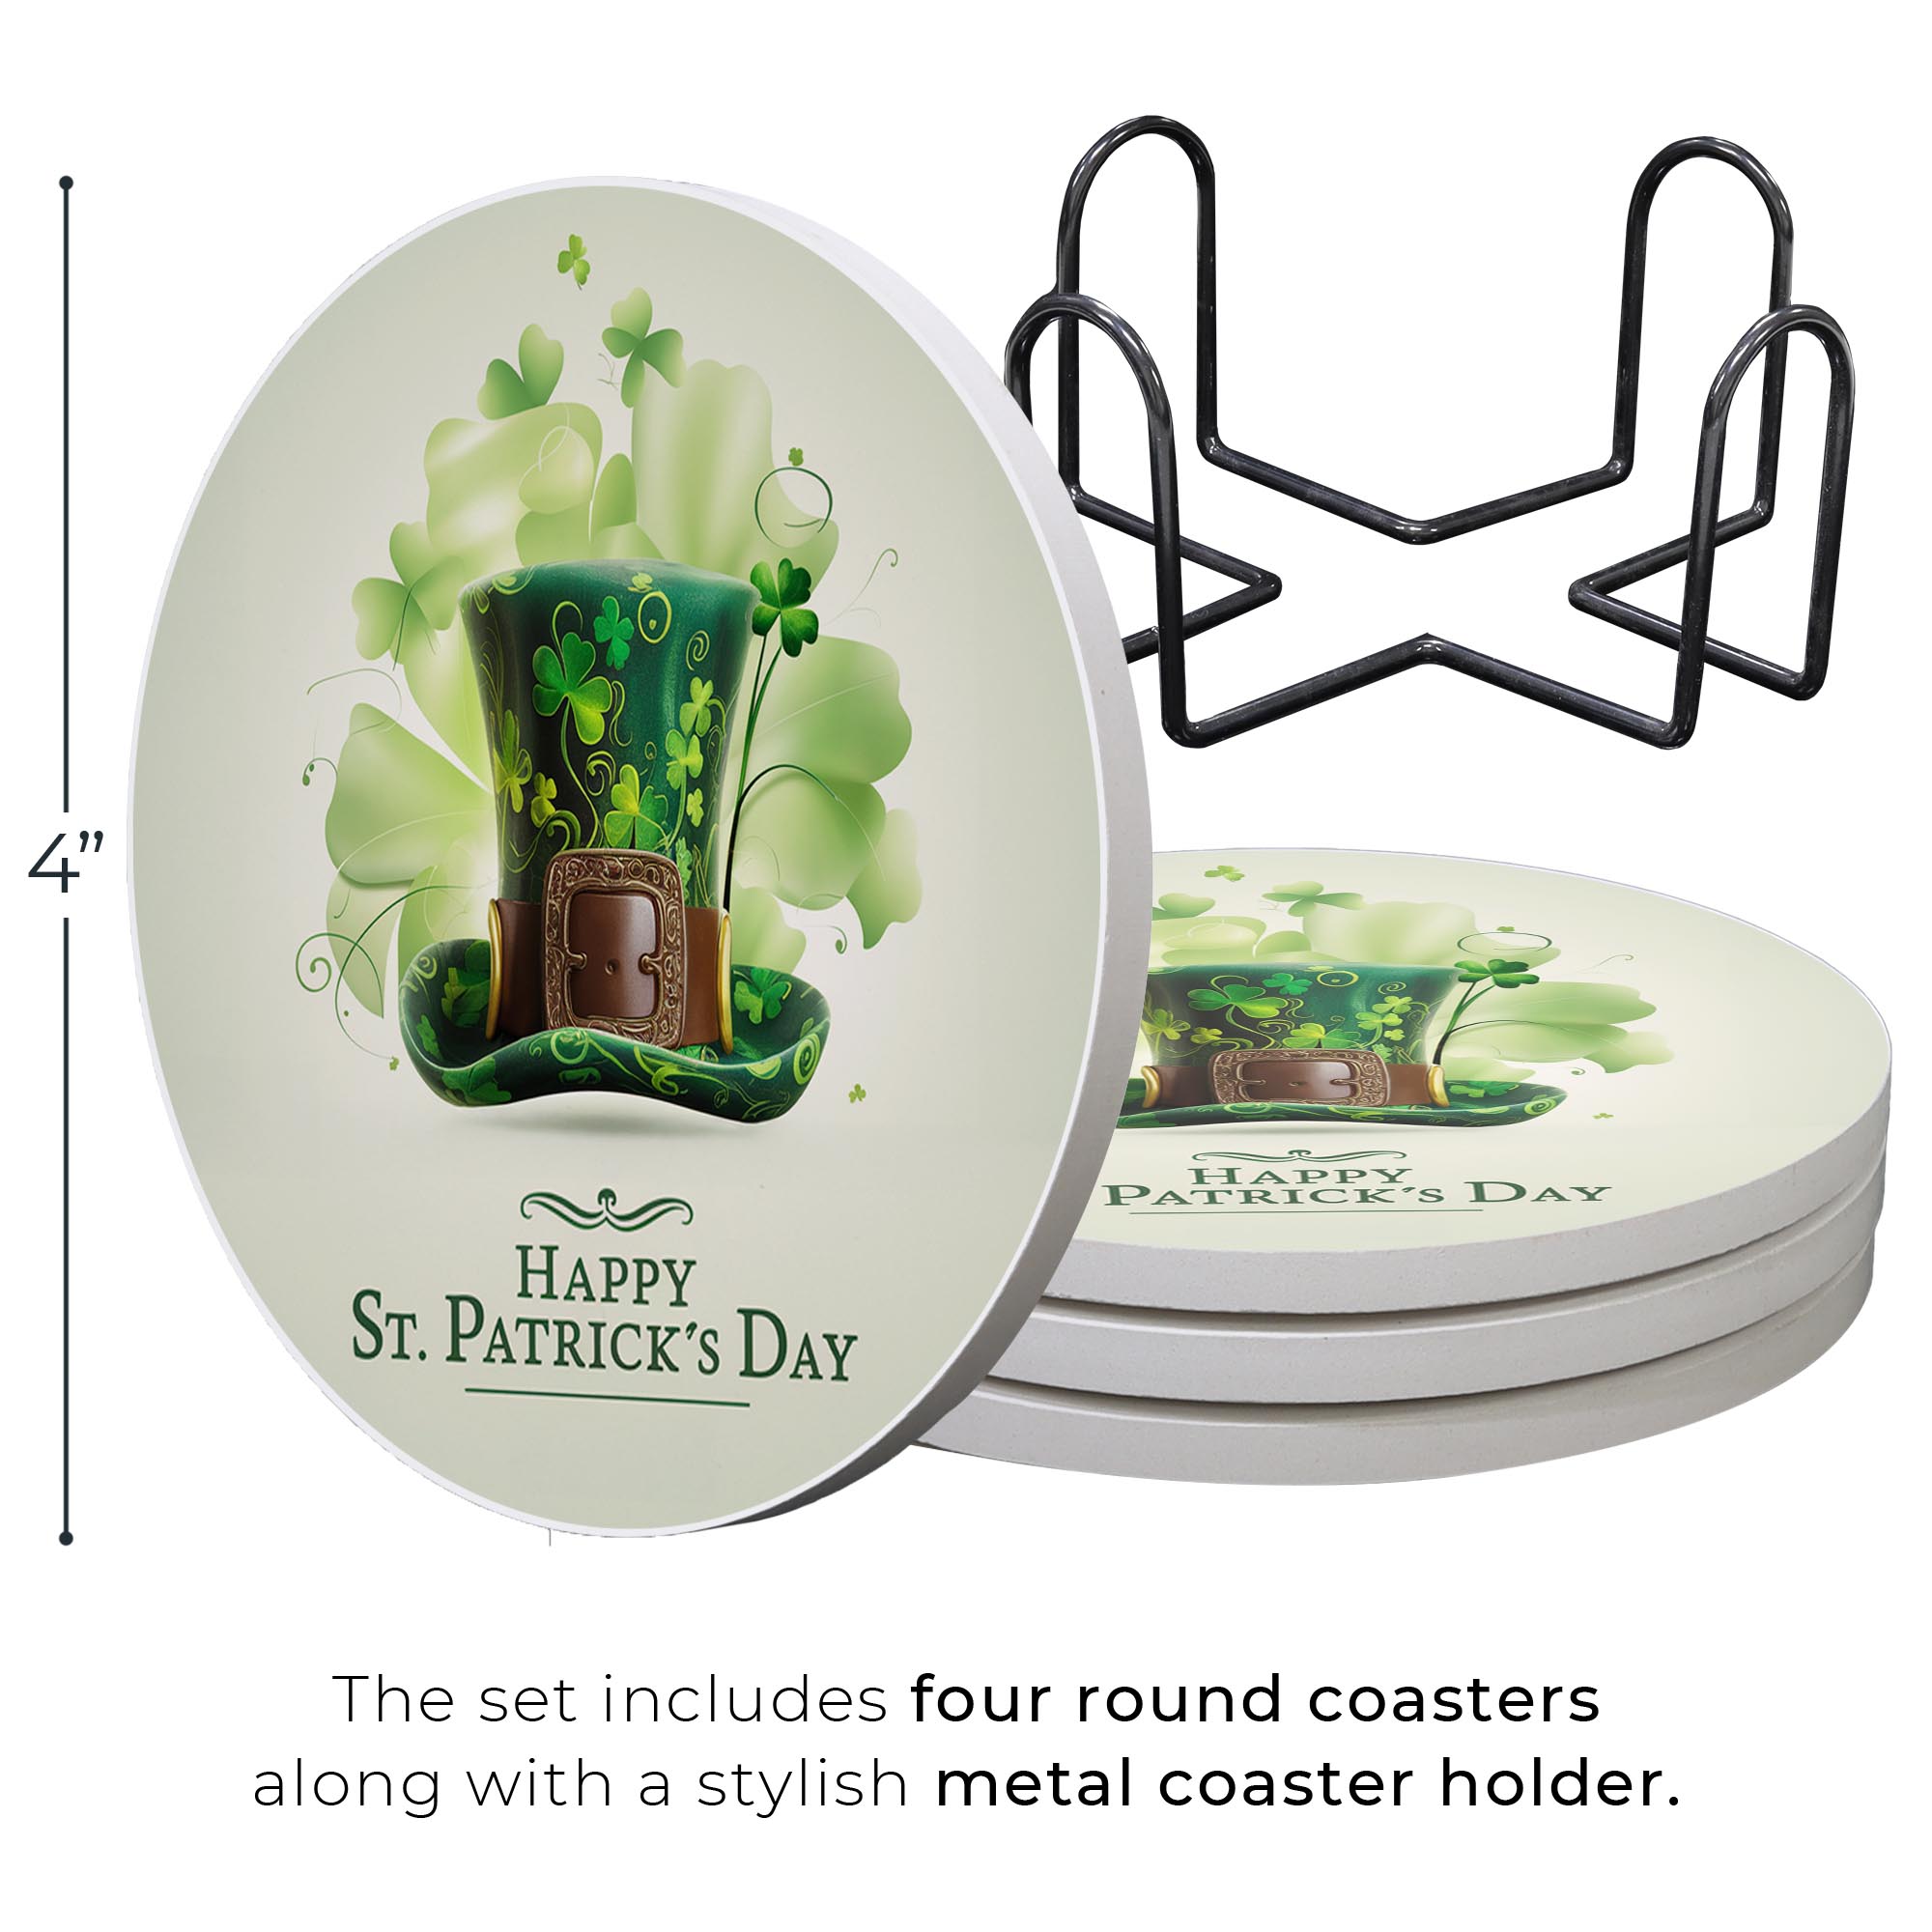 4”
HAPPY
ST. PATRICK’S DAY
HAPPY
PATRICK’S DAY
The set includes four round coasters
along with a stylish metal coaster holder.